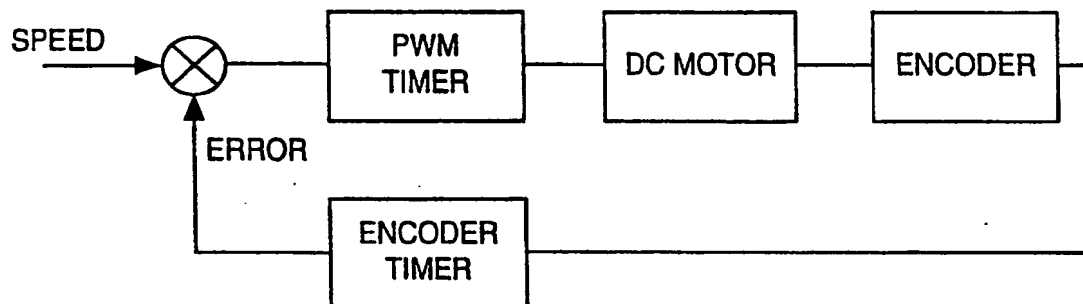 SPEED
PWM
TIMER
DC MOTOR
ENCODER
ERROR
ENCODER
TIMER